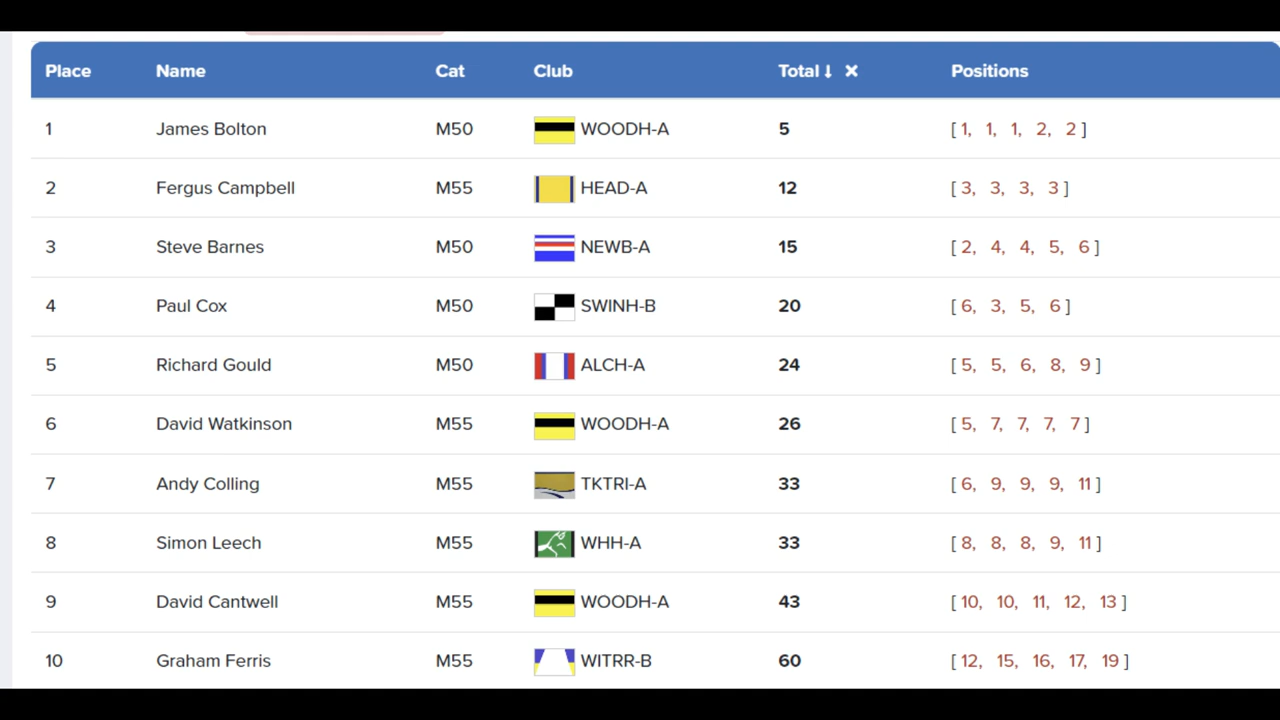 Place Name Cat Club Total ↓ × Positions
1 James Bolton M50 WOODH-A 5 [ 1, 1, 1, 2, 2 ]
2 Fergus Campbell M55 HEAD-A 12 [ 3, 3, 3, 3 ]
3 Steve Barnes M50 NEWB-A 15 [ 2, 4, 4, 5, 6 ]
4 Paul Cox M50 SWINH-B 20 [ 6, 3, 5, 6 ]
5 Richard Gould M50 ALCH-A 24 [ 5, 5, 6, 8, 9 ]
6 David Watkinson M55 WOODH-A 26 [ 5, 7, 7, 7, 7 ]
7 Andy Colling M55 TKTRI-A 33 [ 6, 9, 9, 9, 11 ]
8 Simon Leech M55 WHH-A 33 [ 8, 8, 8, 9, 11 ]
9 David Cantwell M55 WOODH-A 43 [ 10, 10, 11, 12, 13 ]
10 Graham Ferris M55 WITRR-B 60 [ 12, 15, 16, 17, 19 ]